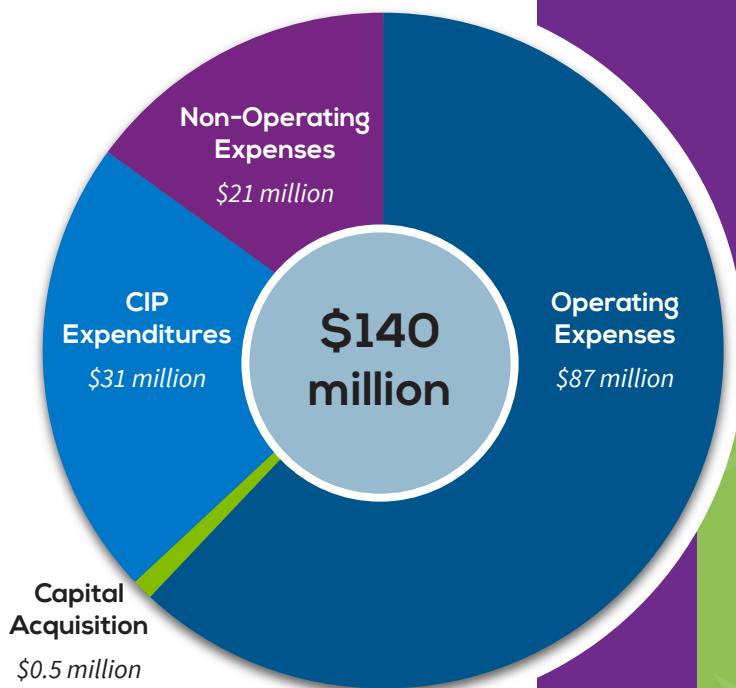 Non-Operating
Expenses
$21 million
CIP
Expenditures
$31 million
$140
million
Operating
Expenses
$87 million
Capital
Acquisition
$0.5 million